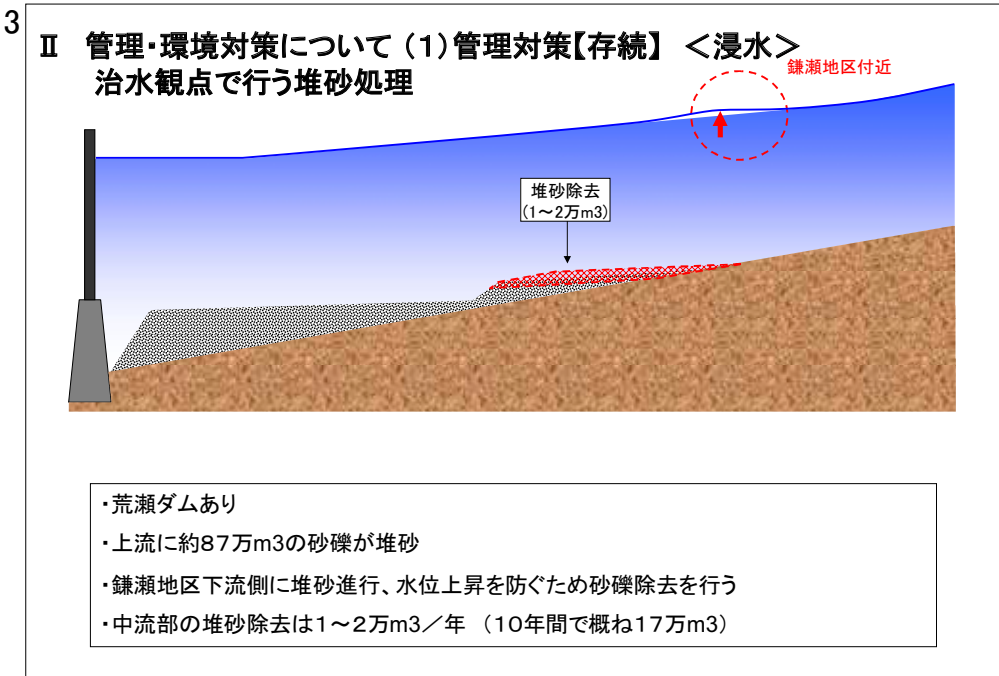 3
Ⅱ 管理・環境対策について（１）管理対策【存続】 ＜浸水＞
治水観点で行う堆砂処理
鎌瀬地区付近
堆砂除去
(1～2万m3)
・荒瀬ダムあり
・上流に約８７万m3の砂礫が堆砂
・鎌瀬地区下流側に堆砂進行、水位上昇を防ぐため砂礫除去を行う
・中流部の堆砂除去は１～２万m3／年 （１０年間で概ね１７万m3）